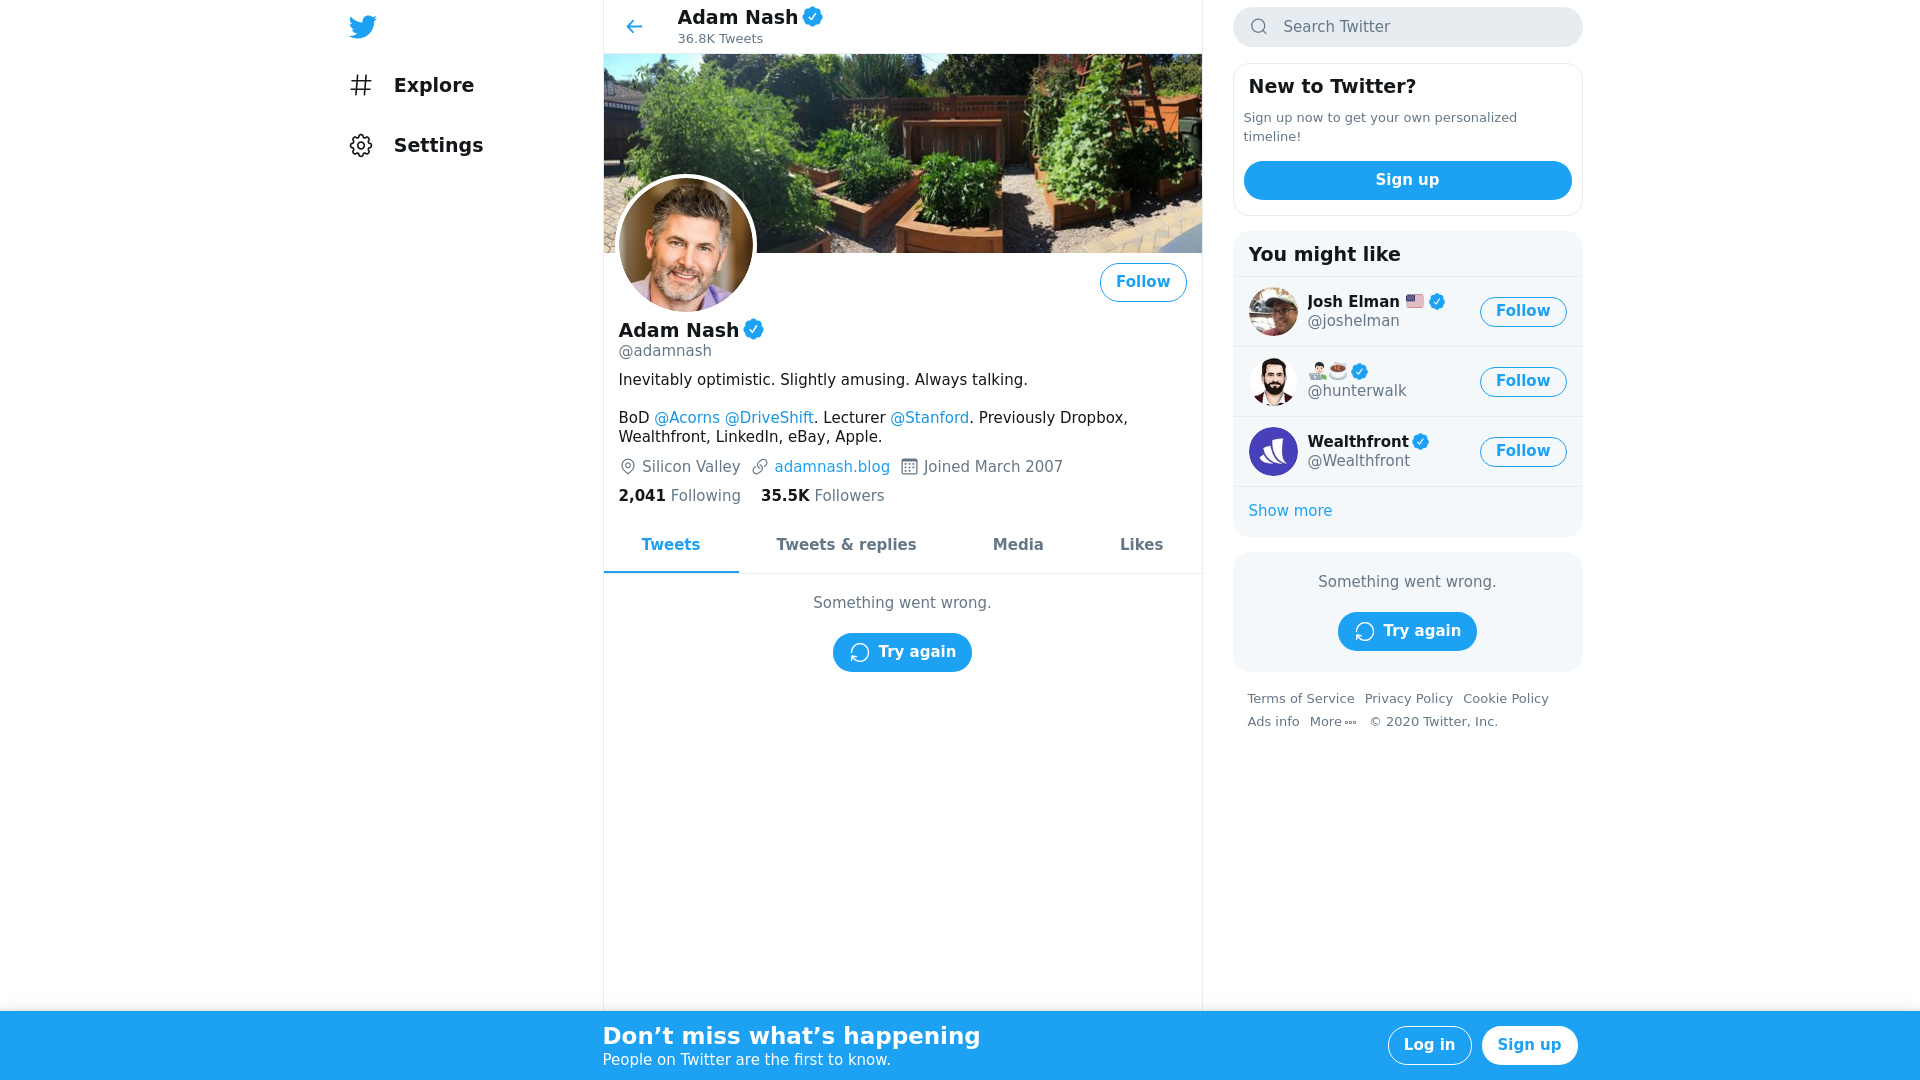 Explore
Settings
Adam Nash
36.8K Tweets
Follow
Adam Nash
@adamnash
Inevitably optimistic. Slightly amusing. Always talking.
BoD @Acorns @DriveShift. Lecturer @Stanford. Previously Dropbox,
Wealthfront, LinkedIn, eBay, Apple.
Silicon Valley adamnash.blog Joined March 2007
2,041 Following 35.5K Followers
Tweets Tweets & replies Media Likes
Something went wrong.
Try again
Search Twitter
New to Twitter?
Sign up now to get your own personalized
timeline!
Sign up
You might like
Josh Elman 🇺🇸
@joshelman
Follow
👨🏻‍💻☕
@hunterwalk
Follow
Wealthfront
@Wealthfront
Follow
Show more
Something went wrong.
Try again
Terms of Service Privacy Policy Cookie Policy
Ads info More © 2020 Twitter, Inc.
Don’t miss what’s happening
People on Twitter are the first to know.
Log in Sign up